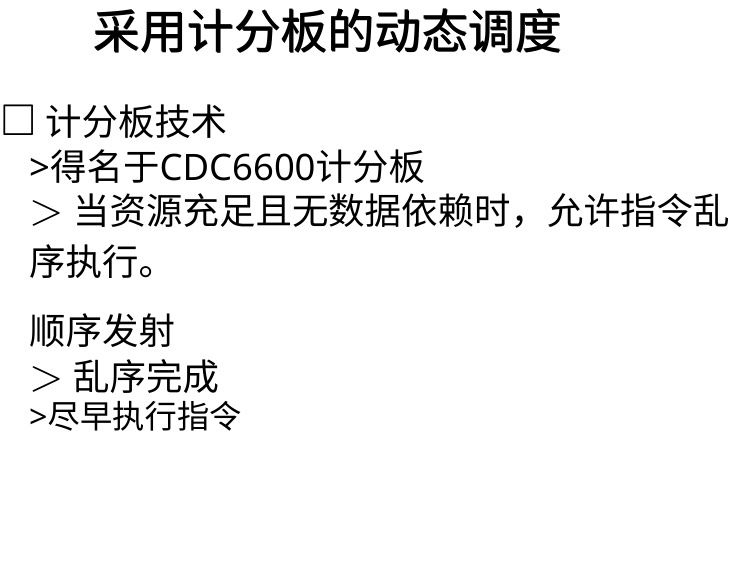 采用计分板的动态调度
□ 计分板技术
>得名于CDC6600计分板
＞ 当资源充足且无数据依赖时，允许指令乱
序执行。
顺序发射
＞ 乱序完成
>尽早执行指令